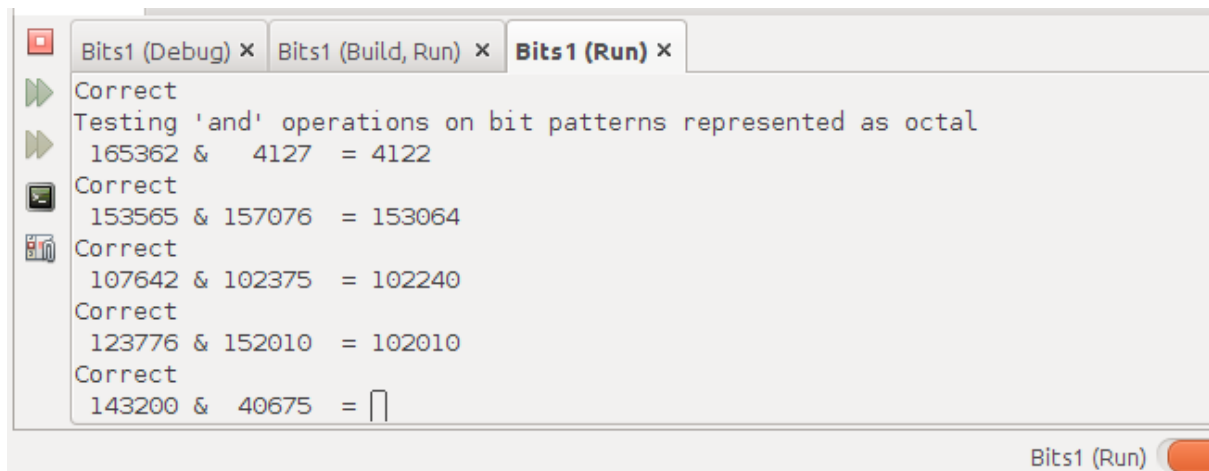 Bits1 (Debug) × Bits1 (Build, Run) × Bits1 (Run) ×
Correct
Testing 'and' operations on bit patterns represented as octal
165362 &   4127  = 4122
Correct
153565 & 157076  = 153064
Correct
107642 & 102375  = 102240
Correct
123776 & 152010  = 102010
Correct
143200 &  40675  =
Bits1 (Run)